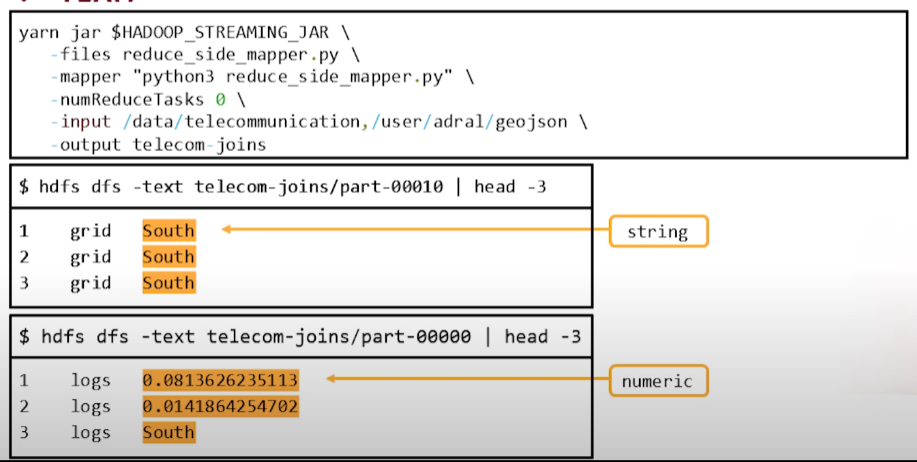 yarn jar $HADOOP_STREAMING_JAR \
-files reduce_side_mapper.py \
-mapper "python3 reduce_side_mapper.py" \
-numReduceTasks 0 \
-input /data/telecommunication,/user/adral/geojson \
-output telecom-joins
$ hdfs dfs -text telecom-joins/part-00010 | head -3
1 grid South
string
2 grid South
3 grid South
$ hdfs dfs -text telecom-joins/part-00000 | head -3
1 logs 0.0813626235113
numeric
2 logs 0.0141864254702
3 logs South